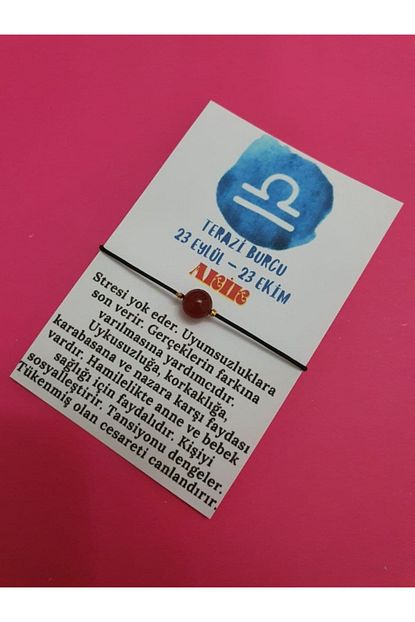 TERAZİ BURCU
23 EYLÜL – 23 EKİM
AKİK
Stresi yok eder. Uyumsuzluklara
son verir. Gerçeklerin farkına
varılmasına yardımcıdır.
Uykusuzluğa, korkaklığa,
karabasana ve nazara karşı faydası
vardır. Hamilelikte anne ve bebek
sağlığı için faydalıdır. Kişiyi
sosyalleştirir. Tansiyonu dengeler.
Tükenmiş olan cesareti canlandırır.